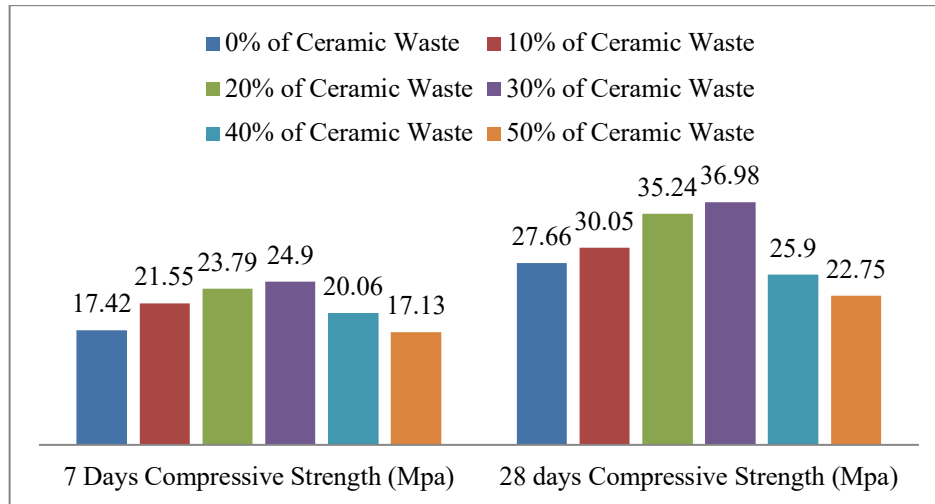 0% of Ceramic Waste 10% of Ceramic Waste
20% of Ceramic Waste 30% of Ceramic Waste
40% of Ceramic Waste 50% of Ceramic Waste
17.42 21.55 23.79 24.9 20.06 17.13
27.66 30.05 35.24 36.98 25.9 22.75
7 Days Compressive Strength (Mpa) 28 days Compressive Strength (Mpa)